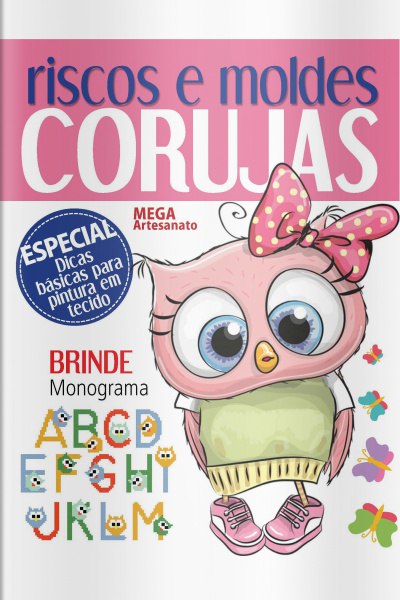 riscos e moldes
CORUJAS
MEGA
Artesanato
ESPECIAL
Dicas
básicas para
pintura em
tecido
BRINDE
Monograma
ABCD
EFGHI
JKLM